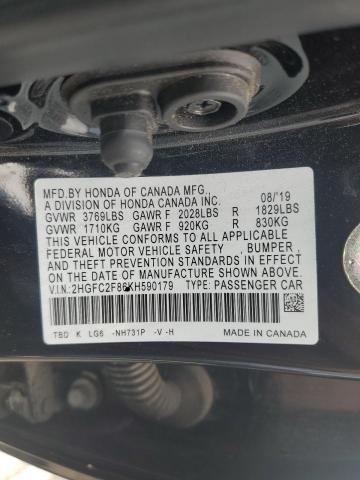 MFD.BY HONDA OF CANADA MFG.,
A DIVISION OF HONDA CANADA INC. 08/'19
GVWR 3769LBS GAWR F 2028LBS R 1829LBS
GVWR 1710KG GAWR F 920KG R 830KG
THIS VEHICLE CONFORMS TO ALL APPLICABLE
FEDERAL MOTOR VEHICLE SAFETY , BUMPER ,
AND THEFT PREVENTION STANDARDS IN EFFECT
ON THE DATE OF MANUFACTURE SHOWN ABOVE.
V.I.N:2HGFC2F86KH590179 TYPE: PASSENGER CAR
TBD K LG6 -NH731P -V -H MADE IN CANADA